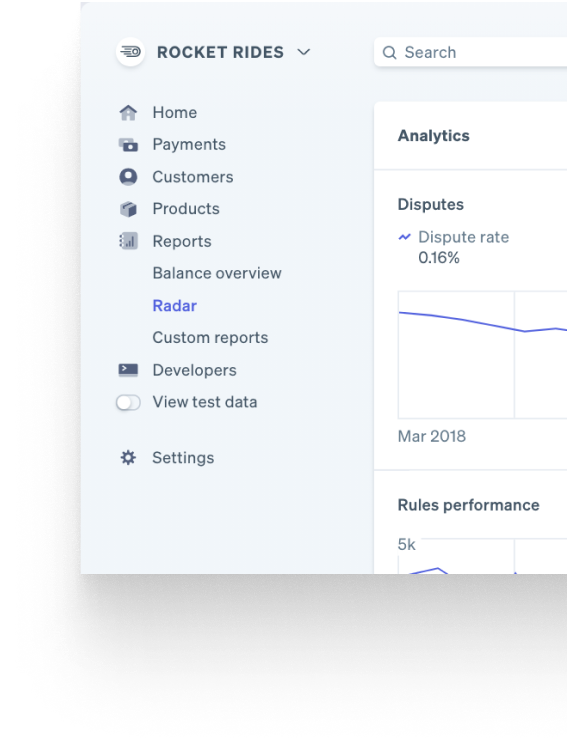 ROCKET RIDES
Search
Home
Payments
Customers
Products
Reports
Balance overview
Radar
Custom reports
Developers
View test data
Settings
Analytics
Disputes
Dispute rate
0.16%
Mar 2018
Rules performance
5k